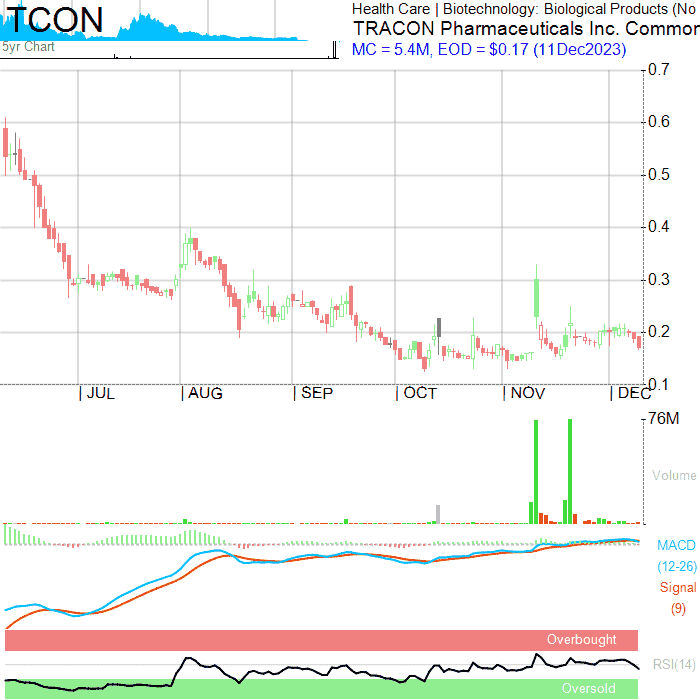 TCON
5yr Chart
Health Care | Biotechnology: Biological Products (No
TRACON Pharmaceuticals Inc. Common
MC = 5.4M, EOD = $0.17 (11Dec2023)
0.7
0.6
0.5
0.4
0.3
0.2
0.1
JUL AUG SEP OCT NOV DEC
76M
Volume
MACD
(12-26)
Signal
(9)
Overbought
RSI(14)
Oversold